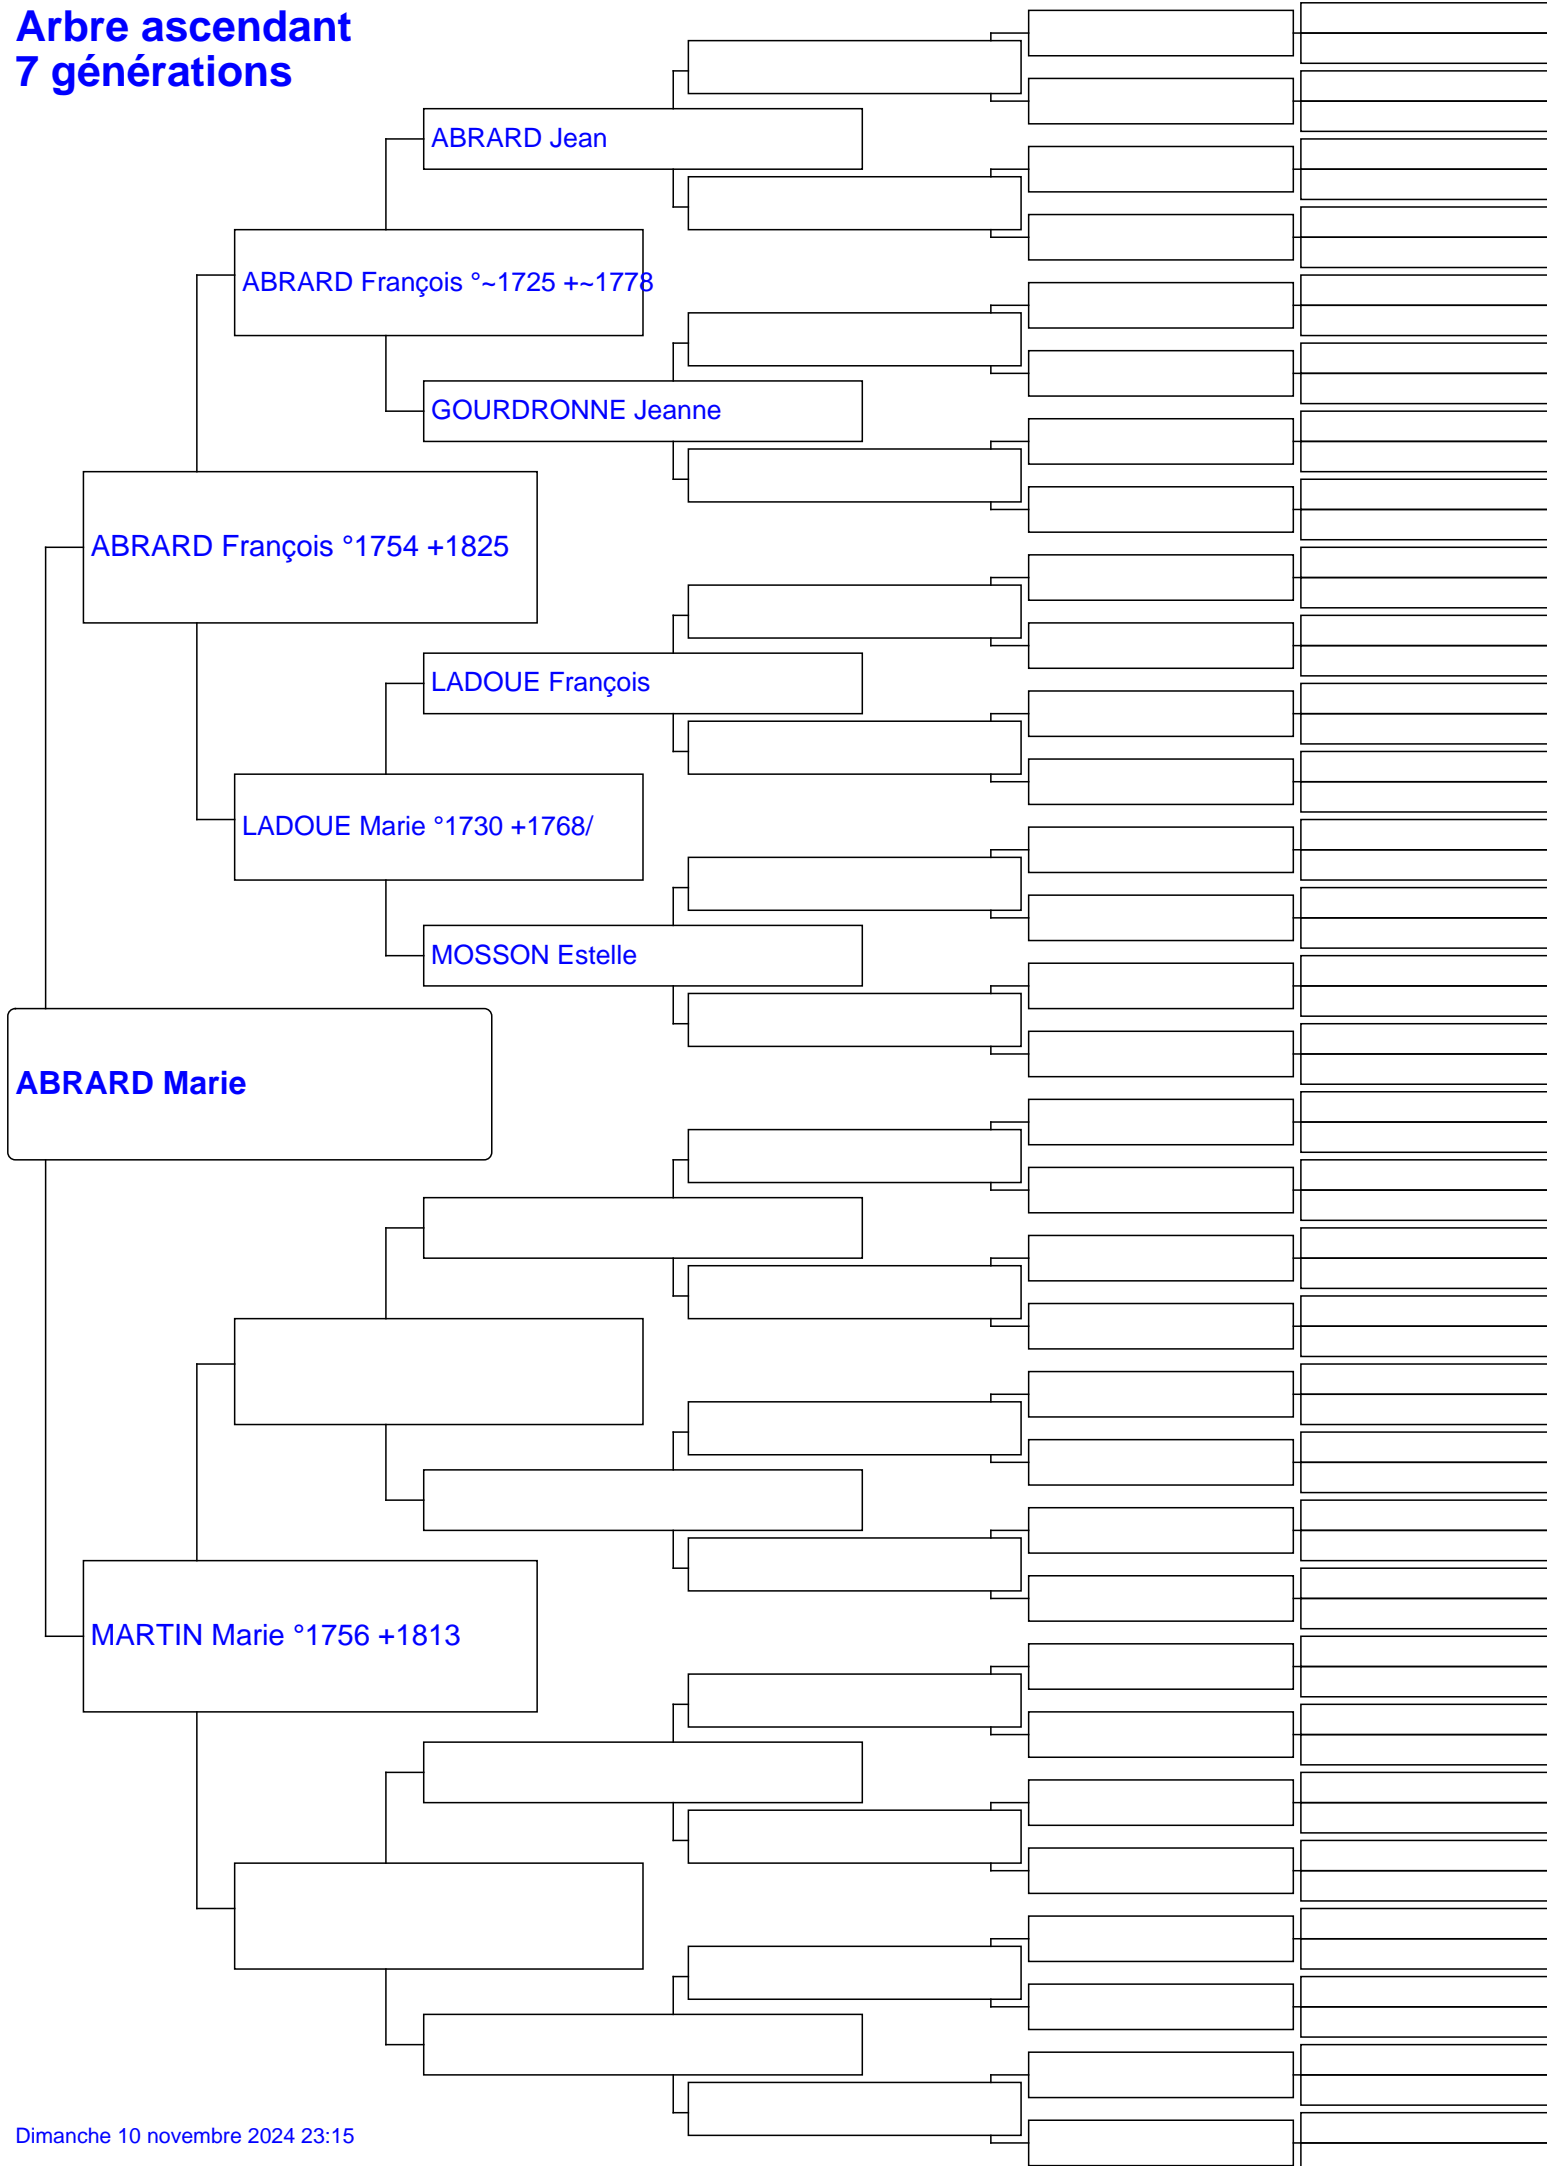 Arbre ascendant
7 générations
ABRARD Jean
ABRARD François °~1725 +~1778
GOURDRONNE Jeanne
ABRARD François °1754 +1825
LADOUE François
LADOUE Marie °1730 +1768/
MOSSON Estelle
ABRARD Marie
MARTIN Marie °1756 +1813
Dimanche 10 novembre 2024 23:15